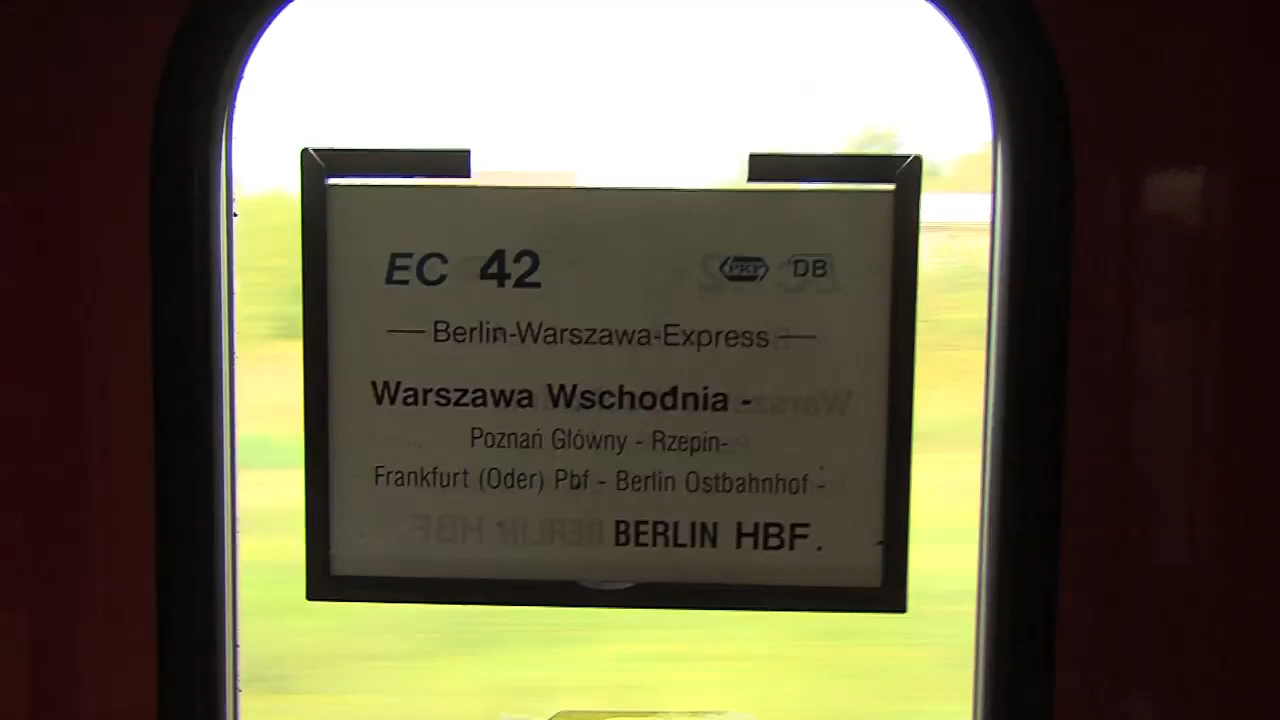 EC 42 PKP DB
Berlin-Warszawa-Express
Warszawa Wschodnia -
Poznań Główny - Rzepin-
Frankfurt (Oder) Pbf - Berlin Ostbahnhof -
BERLIN HBF.